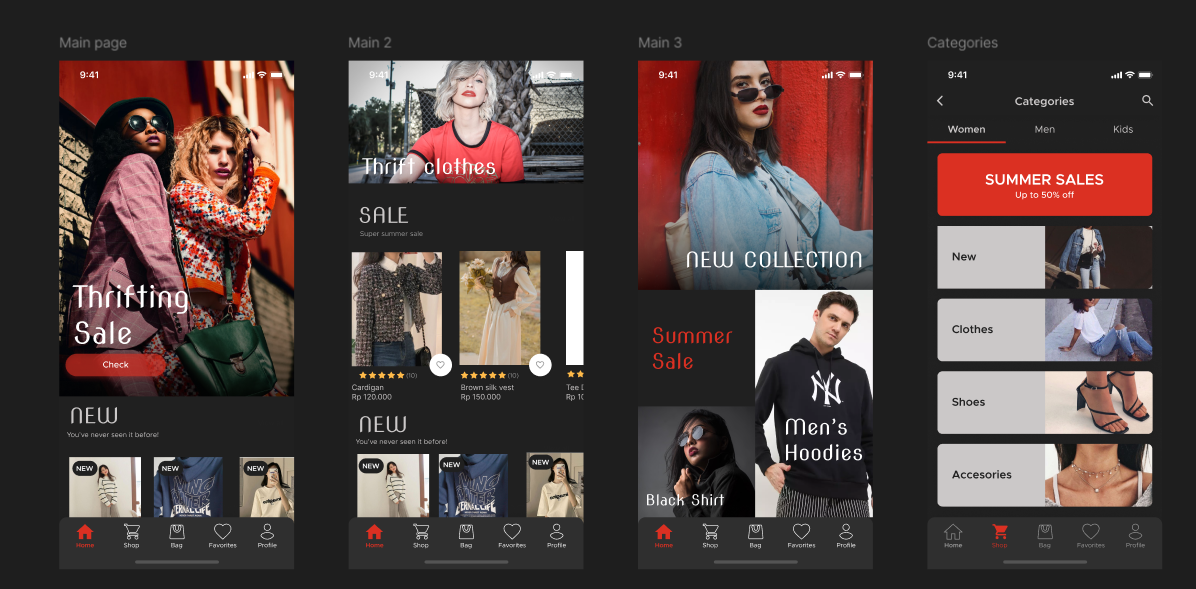 Main page
9:41
Thrifting
Sale
Check
NEW
You've never seen it before!
NEW
NEW
Home
Shop
Bag
Favorites
Profile
Main 2
9:41
Thrift clothes
SALE
Super summer sale
(10)
(10)
Cardigan
Brown silk vest
Rp 120.000
Rp 150.000
NEW
You've never seen it before!
NEW
NEW
NEW
Home
Shop
Bag
Favorites
Profile
Main 3
9:41
NEW COLLECTION
Summer
Sale
NY
Men's
Hoodies
Black Shirt
Home
Shop
Bag
Favorites
Profile
Categories
9:41
Categories
Women
Men
Kids
SUMMER SALES
Up to 50% off
New
Clothes
Shoes
Accesories
Home
Shop
Bag
Favorites
Profile